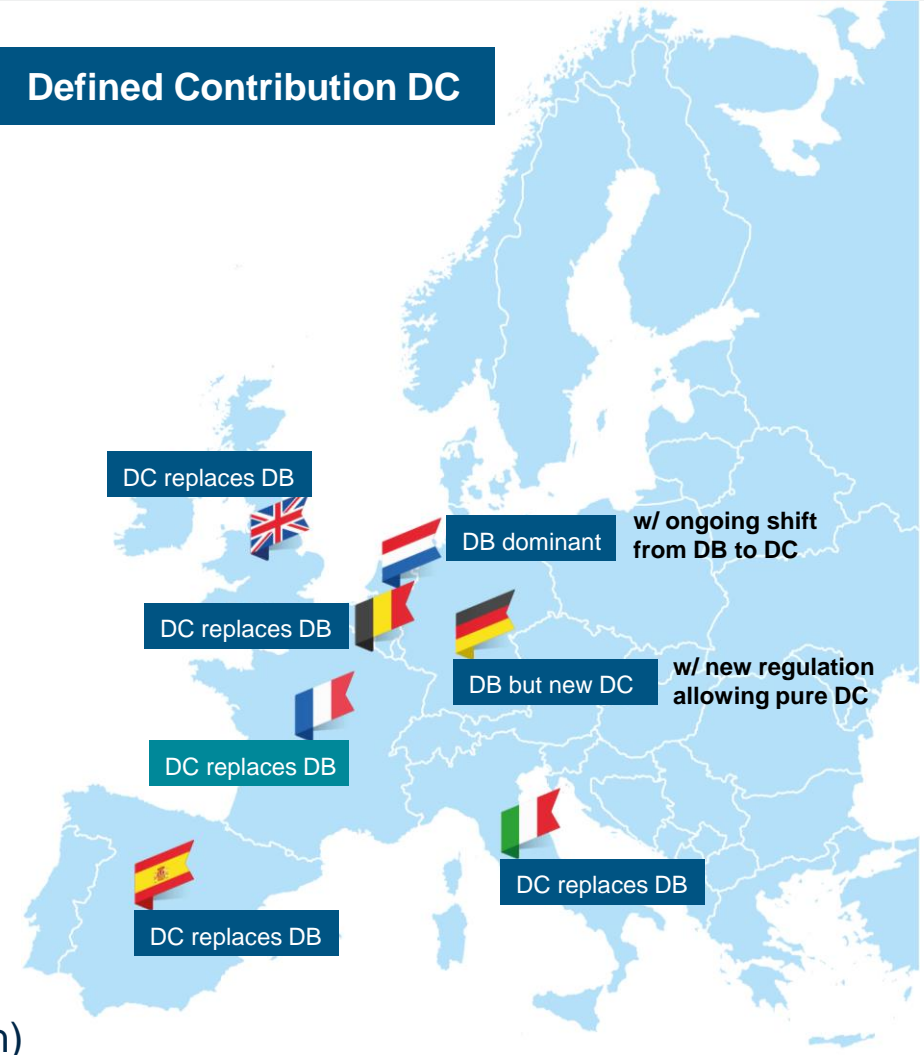 Defined Contribution DC
DC replaces DB
DB dominant
w/ ongoing shift
from DB to DC
DC replaces DB
DB but new DC
w/ new regulation
allowing pure DC
DC replaces DB
DC replaces DB
DC replaces DB
n)